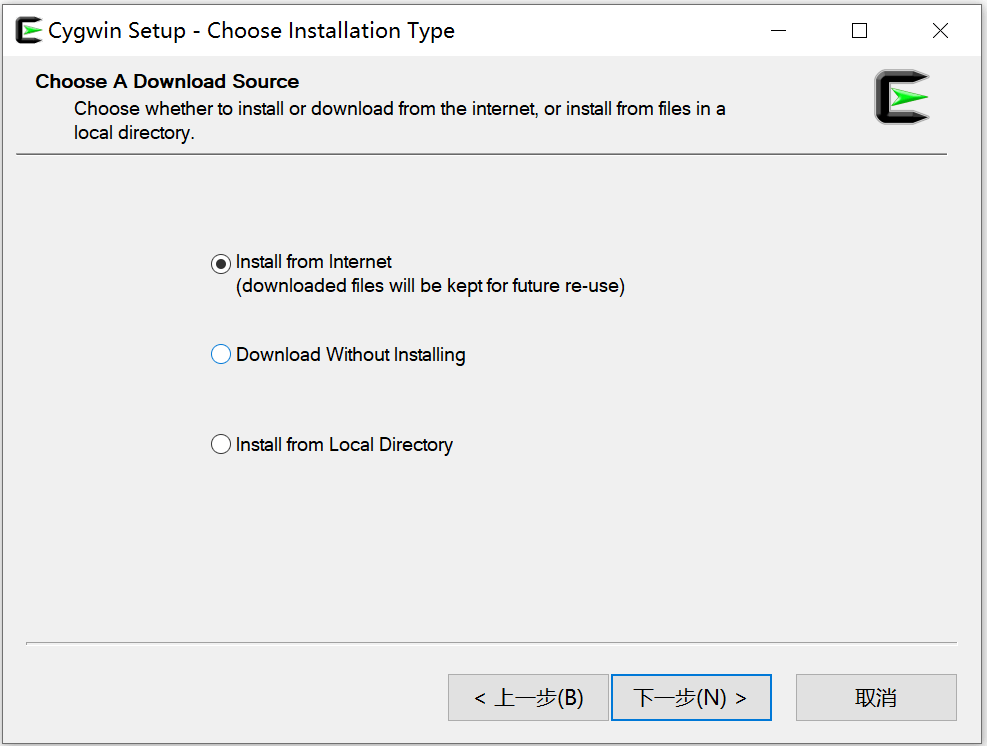 Cygwin Setup - Choose Installation Type
Choose A Download Source
Choose whether to install or download from the internet, or install from files in a
local directory.
Install from Internet
(downloaded files will be kept for future re-use)
Download Without Installing
Install from Local Directory
< 上一步(B)
下一步(N) >
取消